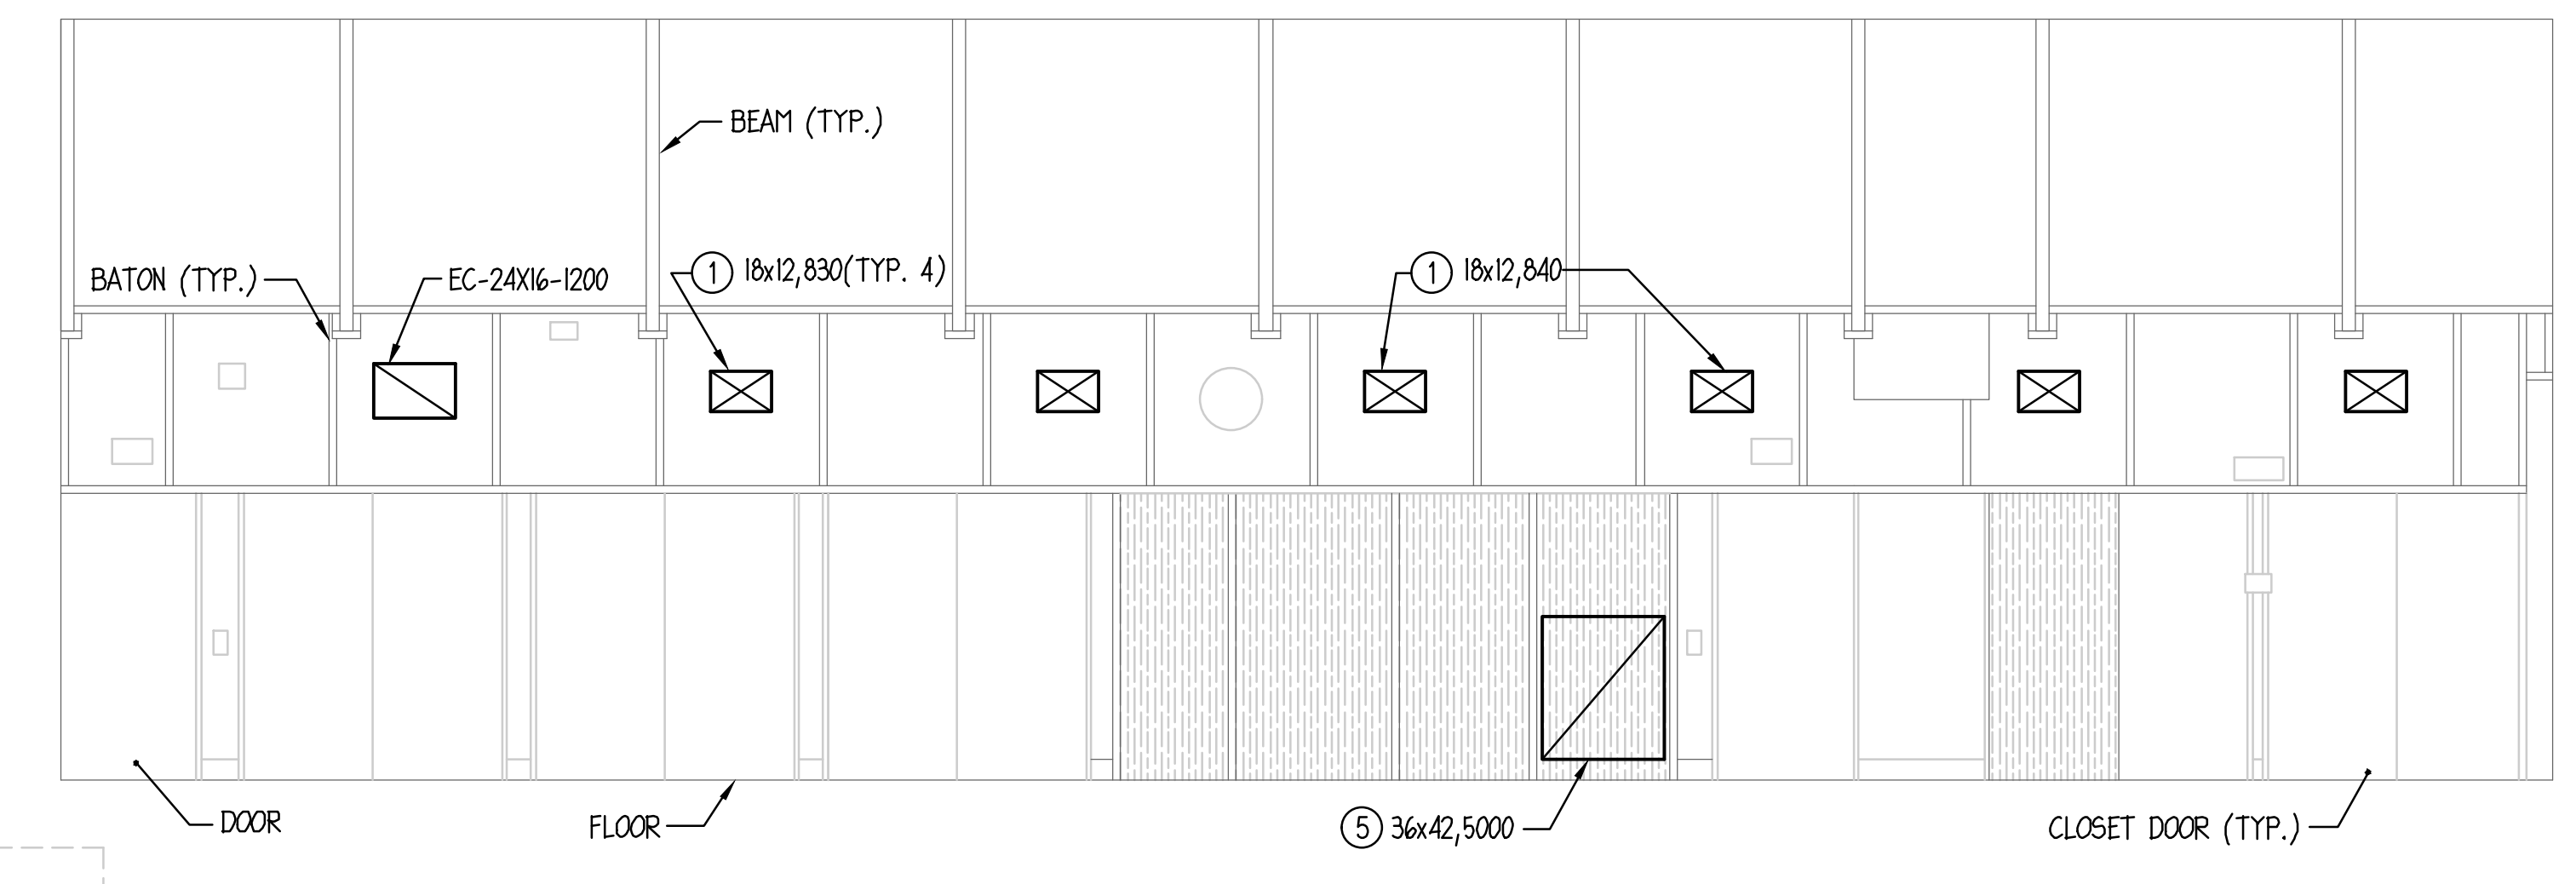 BEAM (TYP.)
BATON (TYP.)
EC-24X16-1200
1 18x12,830(TYP. 4)
1 18x12,840
DOOR
FLOOR
5 36x42,5000
CLOSET DOOR (TYP.)